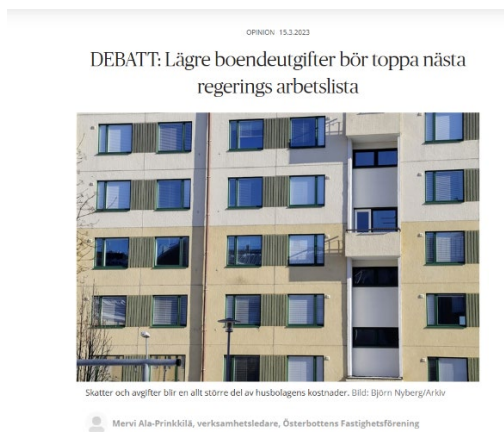 OPINION 15.3.2023
DEBATT: Lägre boendeutgifter bör toppa nästa
regerings arbetslista
Skatter och avgifter blir en allt större del av husbolagens kostnader. Bild: Björn Nyberg/Arkiv
Mervi Ala-Prinkkilä, verksamhetsledare, Österbottens Fastighetsförening